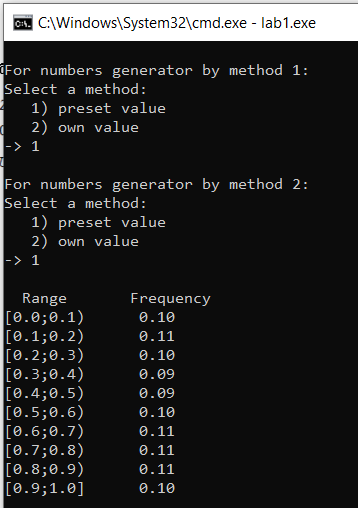 C:\Windows\System32\cmd.exe - lab1.exe
For numbers generator by method 1:
Select a method:
1) preset value
2) own value
-> 1
For numbers generator by method 2:
Select a method:
1) preset value
2) own value
-> 1
Range Frequency
[0.0;0.1) 0.10
[0.1;0.2) 0.11
[0.2;0.3) 0.10
[0.3;0.4) 0.09
[0.4;0.5) 0.09
[0.5;0.6) 0.10
[0.6;0.7) 0.11
[0.7;0.8) 0.11
[0.8;0.9) 0.11
[0.9;1.0] 0.10